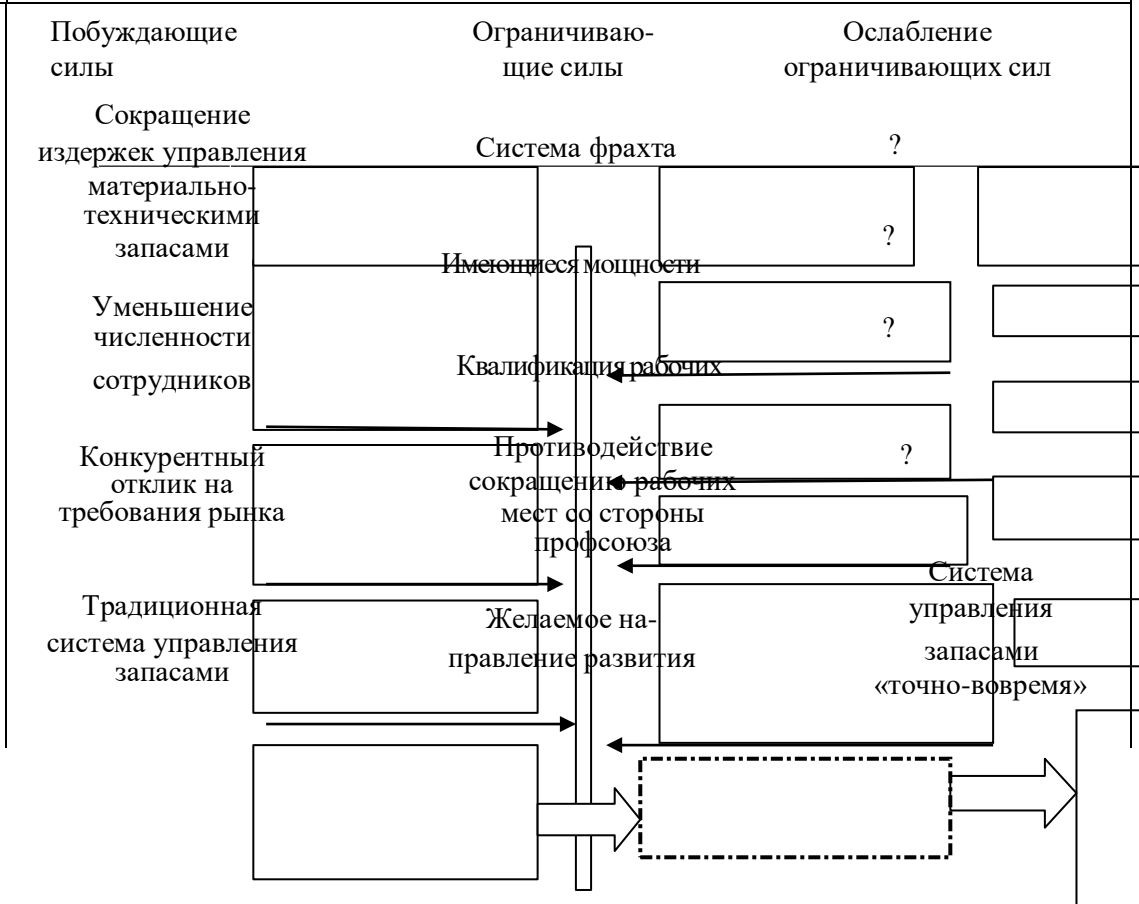 Побуждающие
силы
Ограничиваю-
щие силы
Ослабление
ограничивающих сил
Сокращение
издержек управления
материально-
техническими
запасами
Система фрахта
?
Имеющиеся мощности
?
Уменьшение
численности
сотрудников
Квалификация рабочих
?
Конкурентный
отклик на
требования рынка
Противодействие
сокращению рабочих
мест со стороны
профсоюза
?
Традиционная
система управления
запасами
Желаемое на-
правление развития
Система
управления
запасами
«точно-вовремя»